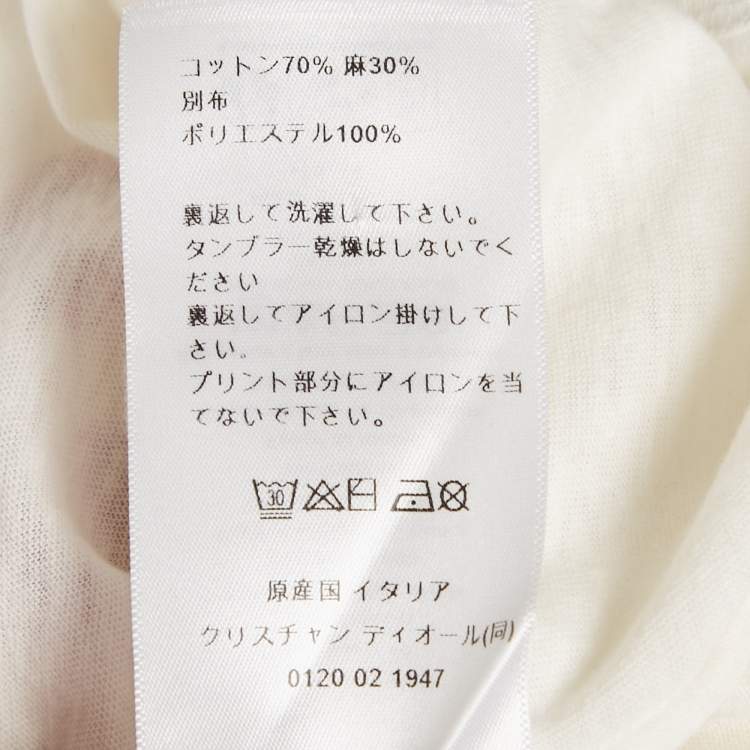 コットン70% 麻30%
別布
ポリエステル100%
裏返して洗濯して下さい。
タンブラー乾燥はしないでく
ださい
裏返してアイロン掛けして下
さい。
プリント部分にアイロンを当
てないで下さい。
30
原産国 イタリア
クリスチャン ディオール(同)
0120 02 1947